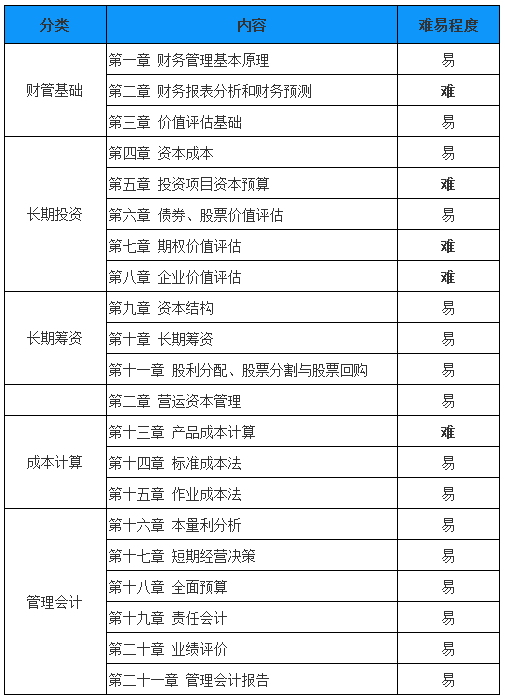 分类 内容 难易程度
第一章 财务管理基本原理 易
财管基础 第二章 财务报表分析和财务预测 难
第三章 价值评估基础 易
第四章 资本成本 易
第五章 投资项目资本预算 难
长期投资 第六章 债券、股票价值评估 易
第七章 期权价值评估 难
第八章 企业价值评估 难
第九章 资本结构 易
长期筹资 第十章 长期筹资 易
第十一章 股利分配、股票分割与股票回购 易
第二章 营运资本管理 易
第十三章 产品成本计算 难
成本计算 第十四章 标准成本法 易
第十五章 作业成本法 易
第十六章 本量利分析 易
第十七章 短期经营决策 易
第十八章 全面预算 易
管理会计
第十九章 责任会计 易
第二十章 业绩评价 易
第二十一章 管理会计报告 易